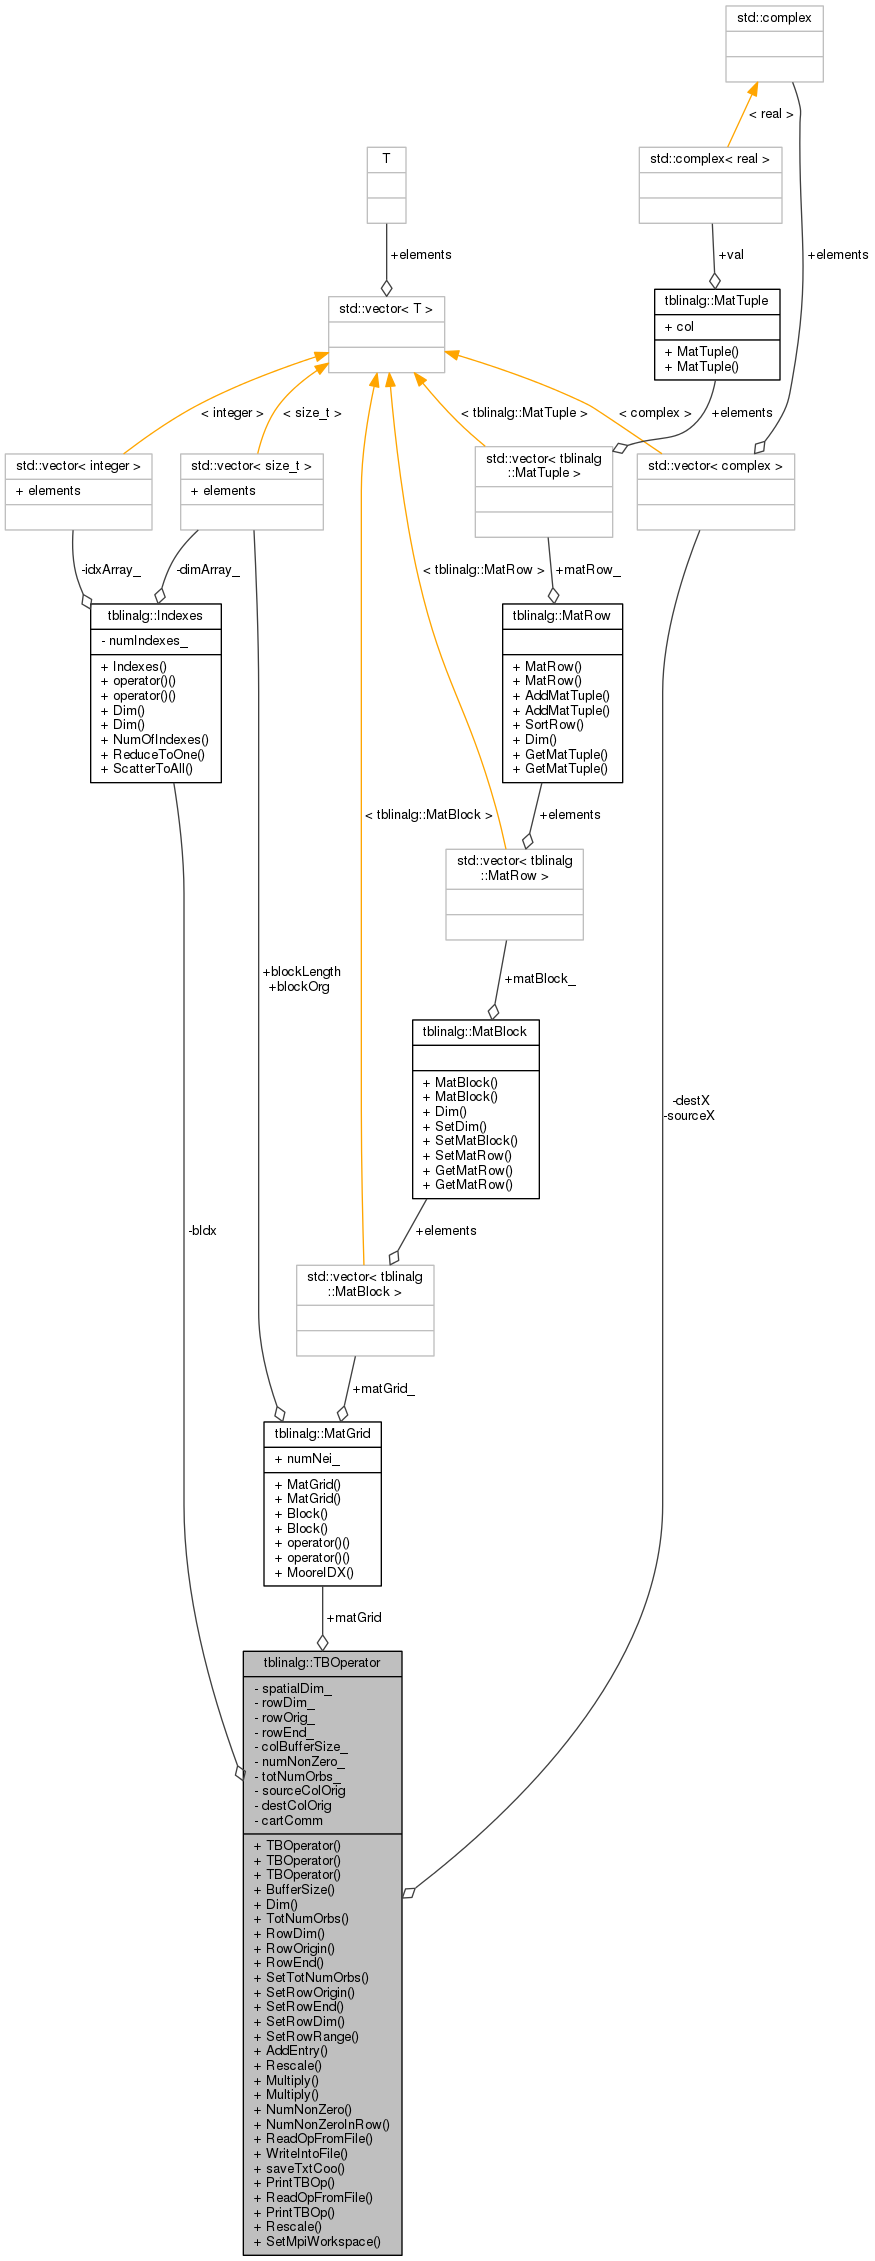 std::complex
< real >
T
std::complex< real >
+elements
+val
+elements
std::vector< T >
tblinalg::MatTuple
+ col
+ MatTuple()
+ MatTuple()
< integer >
< size_t >
< tblinalg::MatTuple >
< complex >
+elements
std::vector< integer >
+ elements
std::vector< size_t >
+ elements
std::vector< tblinalg
::MatTuple >
std::vector< complex >
-idxArray_
-dimArray_
< tblinalg::MatRow >
+matRow_
tblinalg::Indexes
- numIndexes_
+ Indexes()
+ operator()()
+ operator()()
+ Dim()
+ Dim()
+ NumOfIndexes()
+ ReduceToOne()
+ ScatterToAll()
tblinalg::MatRow
+ MatRow()
+ MatRow()
+ AddMatTuple()
+ AddMatTuple()
+ SortRow()
+ Dim()
+ GetMatTuple()
+ GetMatTuple()
< tblinalg::MatBlock >
+elements
std::vector< tblinalg
::MatRow >
+blockLength
+blockOrg
+matBlock_
tblinalg::MatBlock
+ MatBlock()
+ MatBlock()
+ Dim()
+ SetDim()
+ SetMatBlock()
+ SetMatRow()
+ GetMatRow()
+ GetMatRow()
-destX
-sourceX
-bIdx
+elements
std::vector< tblinalg
::MatBlock >
+matGrid_
tblinalg::MatGrid
+ numNei_
+ MatGrid()
+ MatGrid()
+ Block()
+ Block()
+ operator()()
+ operator()()
+ MooreIDX()
+matGrid
tblinalg::TBOperator
- spatialDim_
- rowDim_
- rowOrig_
- rowEnd_
- colBufferSize_
- numNonZero_
- totNumOrbs_
- sourceColOrig
- destColOrig
- cartComm
+ TBOperator()
+ TBOperator()
+ TBOperator()
+ BufferSize()
+ Dim()
+ TotNumOrbs()
+ RowDim()
+ RowOrigin()
+ RowEnd()
+ SetTotNumOrbs()
+ SetRowOrigin()
+ SetRowEnd()
+ SetRowDim()
+ SetRowRange()
+ AddEntry()
+ Rescale()
+ Multiply()
+ Multiply()
+ NumNonZero()
+ NumNonZeroInRow()
+ ReadOpFromFile()
+ WriteIntoFile()
+ saveTxtCoo()
+ PrintTBOp()
+ ReadOpFromFile()
+ PrintTBOp()
+ Rescale()
+ SetMpiWorkspace()